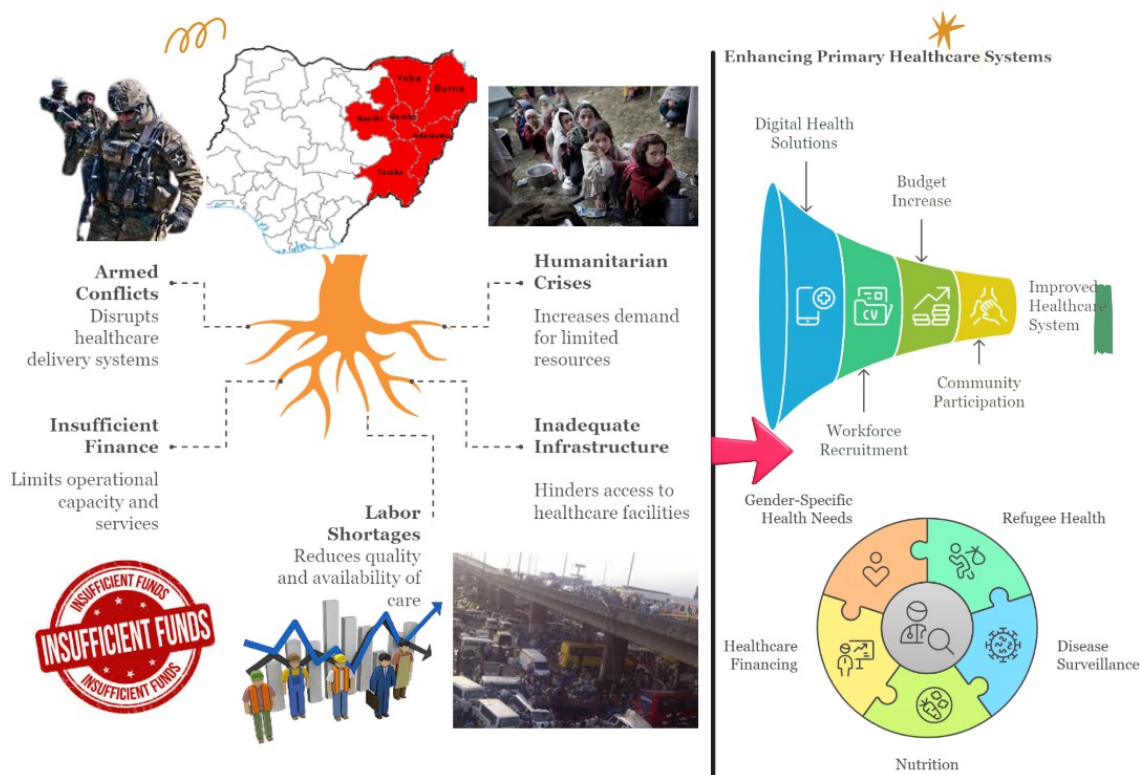 Enhancing Primary Healthcare Systems
Yobe
Borno
Bauchi
Gombe
Adamawa
Taraba
Armed
Conflicts
Disrupts
healthcare
delivery systems
Humanitarian
Crises
Increases demand
for limited
resources
Insufficient
Finance
Limits operational
capacity and
services
Inadequate
Infrastructure
Hinders access to
healthcare facilities
Labor
Shortages
Reduces quality
and availability of
care
INSUFFICIENT FUNDS
INSUFFICIENT FUNDS
INSUFFICIENT FUNDS
Digital Health
Solutions
Budget
Increase
CV
Improved
Healthcare
System
Community
Participation
Workforce
Recruitment
Gender-Specific
Health Needs
Refugee Health
Healthcare
Financing
Disease
Surveillance
Nutrition